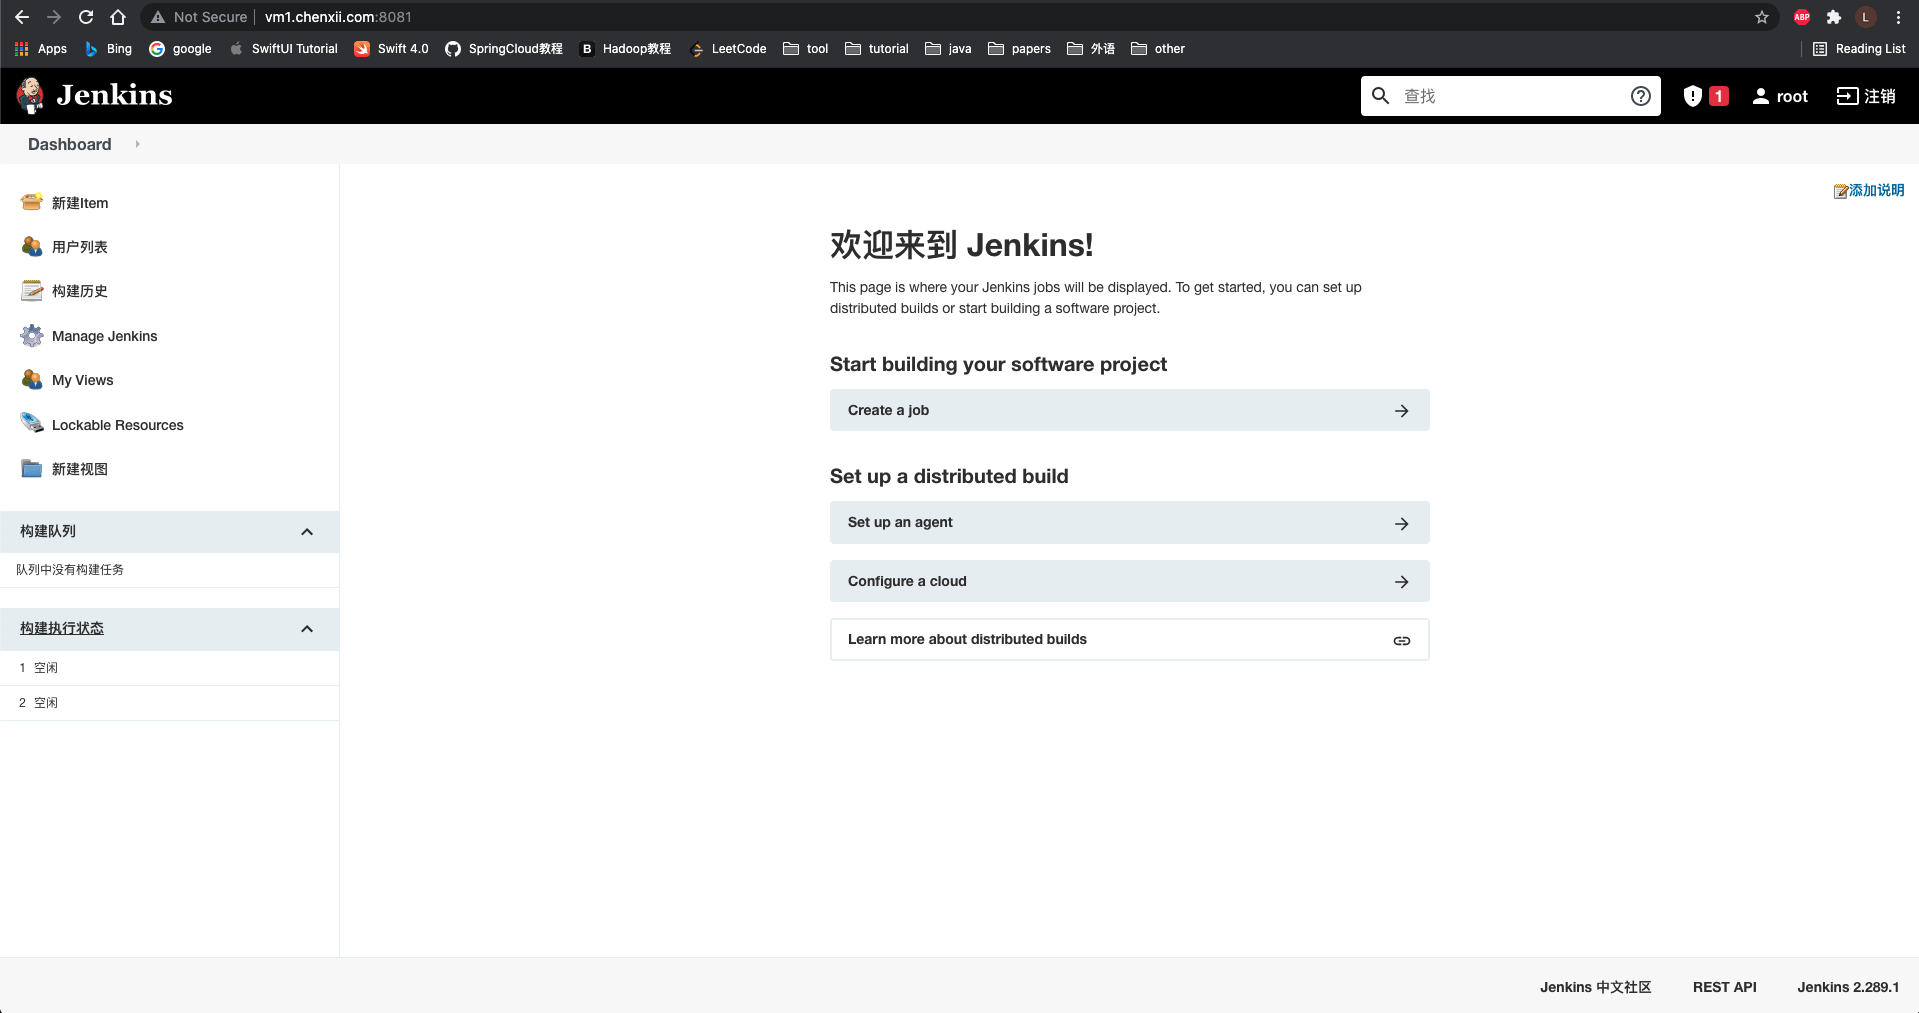 Not Secure vm1.chenxii.com:8081
ABP
L
Apps Bing google SwiftUI Tutorial Swift 4.0 SpringCloud教程 B Hadoop教程 LeetCode tool tutorial java papers 外语 other Reading List
Jenkins 查找 1 root 注销
Dashboard
新建Item
用户列表
构建历史
Manage Jenkins
My Views
Lockable Resources
新建视图
构建队列
队列中没有构建任务
构建执行状态
1 空闲
2 空闲
添加说明
欢迎来到 Jenkins!
This page is where your Jenkins jobs will be displayed. To get started, you can set up
distributed builds or start building a software project.
Start building your software project
Create a job
Set up a distributed build
Set up an agent
Configure a cloud
Learn more about distributed builds
Jenkins 中文社区 REST API Jenkins 2.289.1